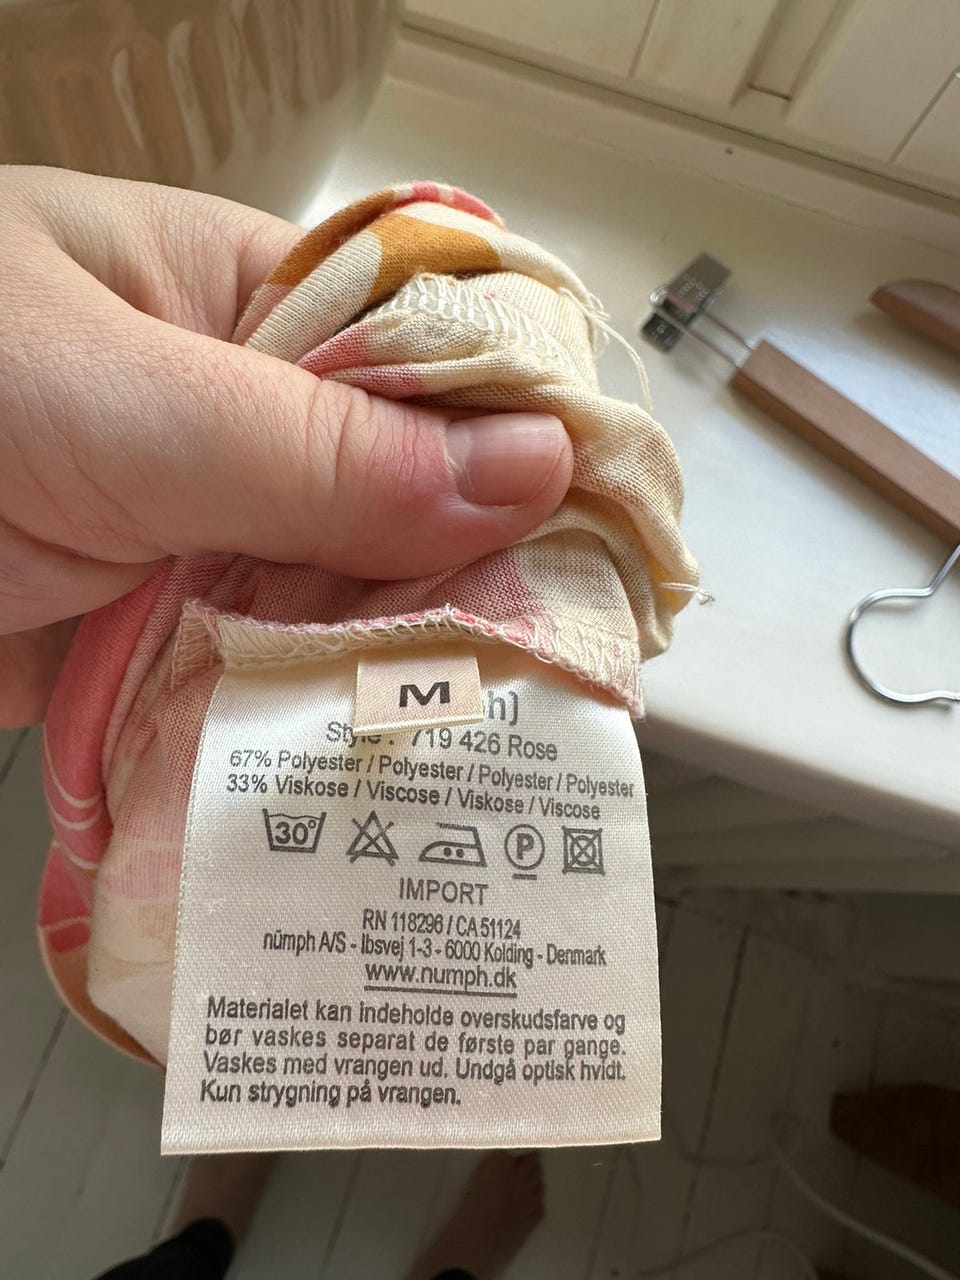 M
h)
Style : 719 426 Rose
67% Polyester / Polyester / Polyester / Polyester
33% Viskose / Viscose / Viskose / Viscose
30°
P
IMPORT
RN 118296 / CA 51124
nümph A/S - Ibsvej 1-3 - 6000 Kolding - Denmark
www.numph.dk
Materialet kan indeholde overskudsfarve og
bør vaskes separat de første par gange.
Vaskes med vrangen ud. Undgå optisk hvidt.
Kun strygning på vrangen.